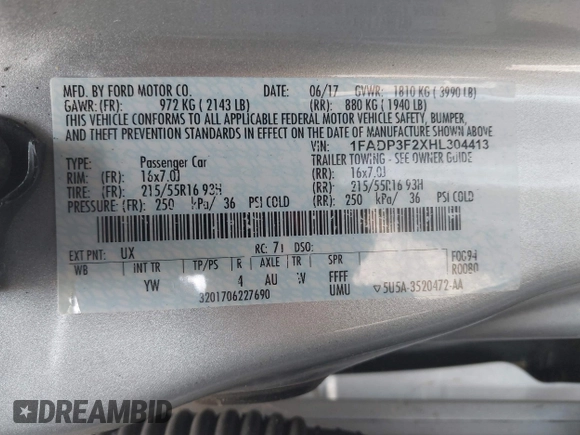 MFD. BY FORD MOTOR CO. DATE: 06/17 GVWR: 1810 KG ( 3990 LB)
GAWR: (FR): 972 KG ( 2143 LB) (RR): 880 KG ( 1940 LB)
THIS VEHICLE CONFORMS TO ALL APPLICABLE FEDERAL MOTOR VEHICLE SAFETY, BUMPER,
AND THEFT PREVENTION STANDARDS IN EFFECT ON THE DATE OF MANUFACTURE SHOWN ABOVE.
VIN: 1FADP3F2XHL304413
TYPE: Passenger Car TRAILER TOWING - SEE OWNER GUIDE
RIM: (FR): 16x7.0J (RR): 16x7.0J
TIRE: (FR): 215/55R16 93H (RR): 215/55R16 93H
PRESSURE: (FR): 250 kPa/ 36 PSI COLD (RR): 250 kPa/ 36 PSI COLD
EXT PNT: UX RC: 71 DSO: FOG94
WB INT TR TP/PS R AXLE TR SPR R0080
YW 4 AU FFFF
3201706227690 UMU ▽ 5U5A-3520472-AA
DREAMBID